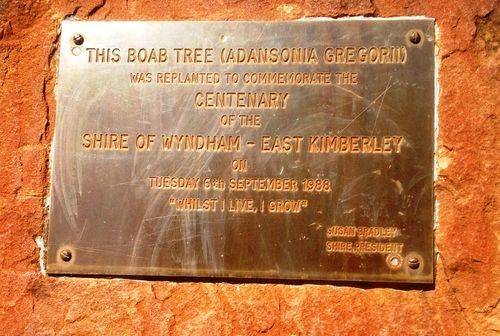 THIS BOAB TREE (ADANSONIA GREGORII)
WAS REPLANTED TO COMMEMORATE THE
CENTENARY
OF THE
SHIRE OF WYNDHAM - EAST KIMBERLEY
ON
TUESDAY 6th SEPTEMBER 1988
"WHILST I LIVE, I GROW"
SUSAN BRADLEY
SHIRE PRESIDENT